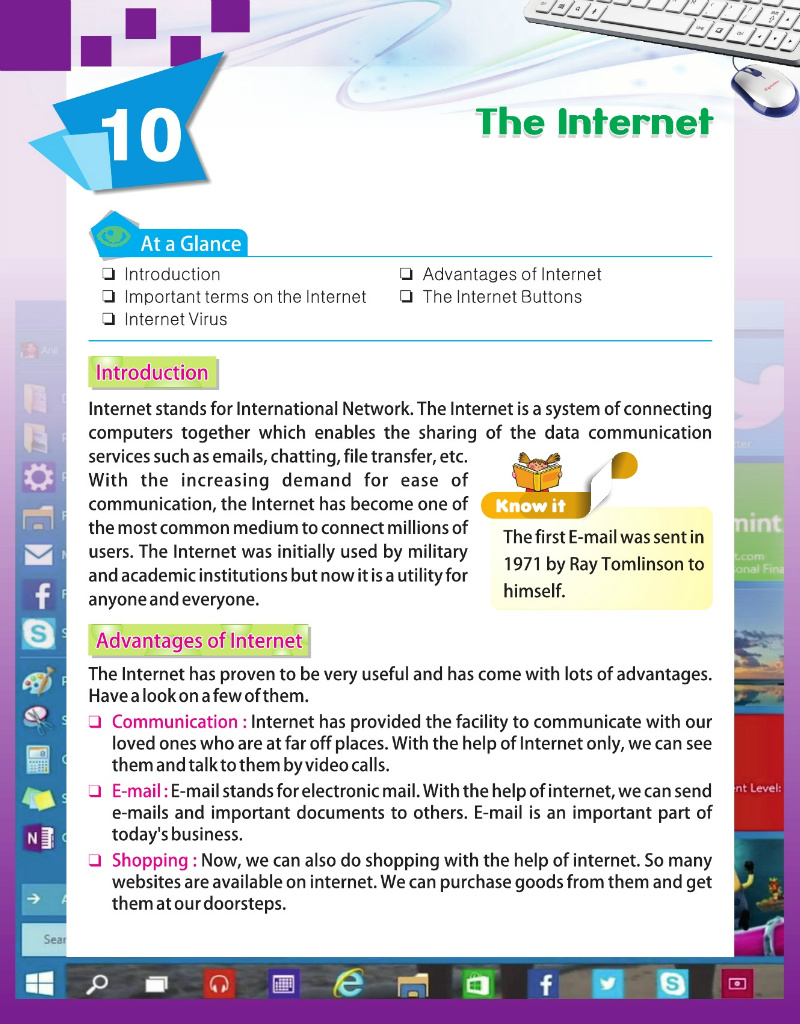 10
The Internet
At a Glance
❑ Introduction
❑ Important terms on the Internet
❑ Internet Virus
❑ Advantages of Internet
❑ The Internet Buttons
Introduction
Internet stands for International Network. The Internet is a system of connecting
computers together which enables the sharing of the data communication
services such as emails, chatting, file transfer, etc.
With the increasing demand for ease of
communication, the Internet has become one of
the most common medium to connect millions of
users. The Internet was initially used by military
and academic institutions but now it is a utility for
anyone and everyone.
Know it
The first E-mail was sent in
1971 by Ray Tomlinson to
himself.
Advantages of Internet
The Internet has proven to be very useful and has come with lots of advantages.
Have a look on a few of them.
❑ Communication : Internet has provided the facility to communicate with our
loved ones who are at far off places. With the help of Internet only, we can see
them and talk to them by video calls.
❑ E-mail : E-mail stands for electronic mail. With the help of internet, we can send
e-mails and important documents to others. E-mail is an important part of
today's business.
❑ Shopping : Now, we can also do shopping with the help of internet. So many
websites are available on internet. We can purchase goods from them and get
them at our doorsteps.
mint
t.com
onal Fina
nt Level:
Sear